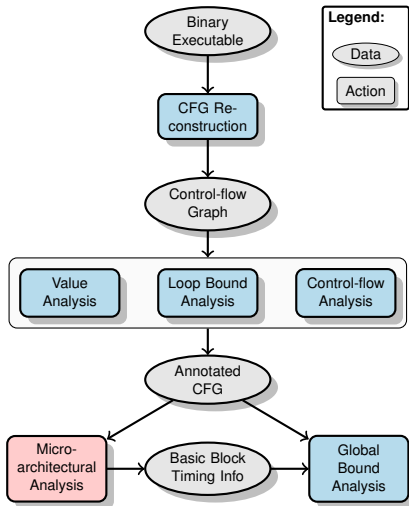 Binary
Executable
Legend:
Data
Action
CFG Re-
construction
Control-flow
Graph
Value
Analysis
Loop Bound
Analysis
Control-flow
Analysis
Annotated
CFG
Micro-
architectural
Analysis
Basic Block
Timing Info
Global
Bound
Analysis